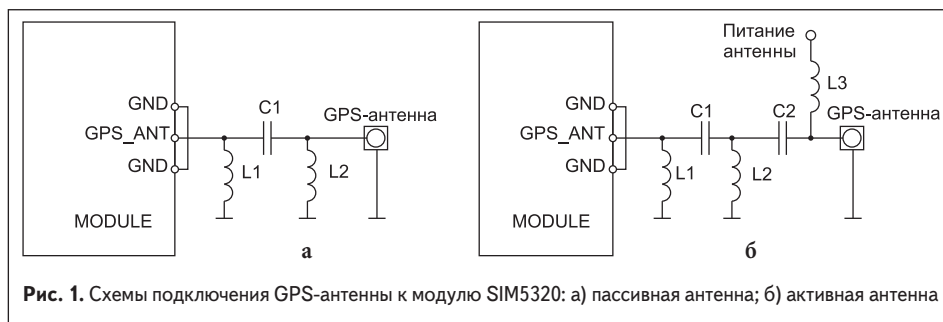 GND
GPS_ANT
GND
MODULE
C1
L1
L2
GPS-антенна
а
GND
GPS_ANT
GND
MODULE
C1
L1
L2
C2
Питание
антенны
L3
GPS-антенна
б
Рис. 1. Схемы подключения GPS-антенны к модулю SIM5320: а) пассивная антенна; б) активная антенна